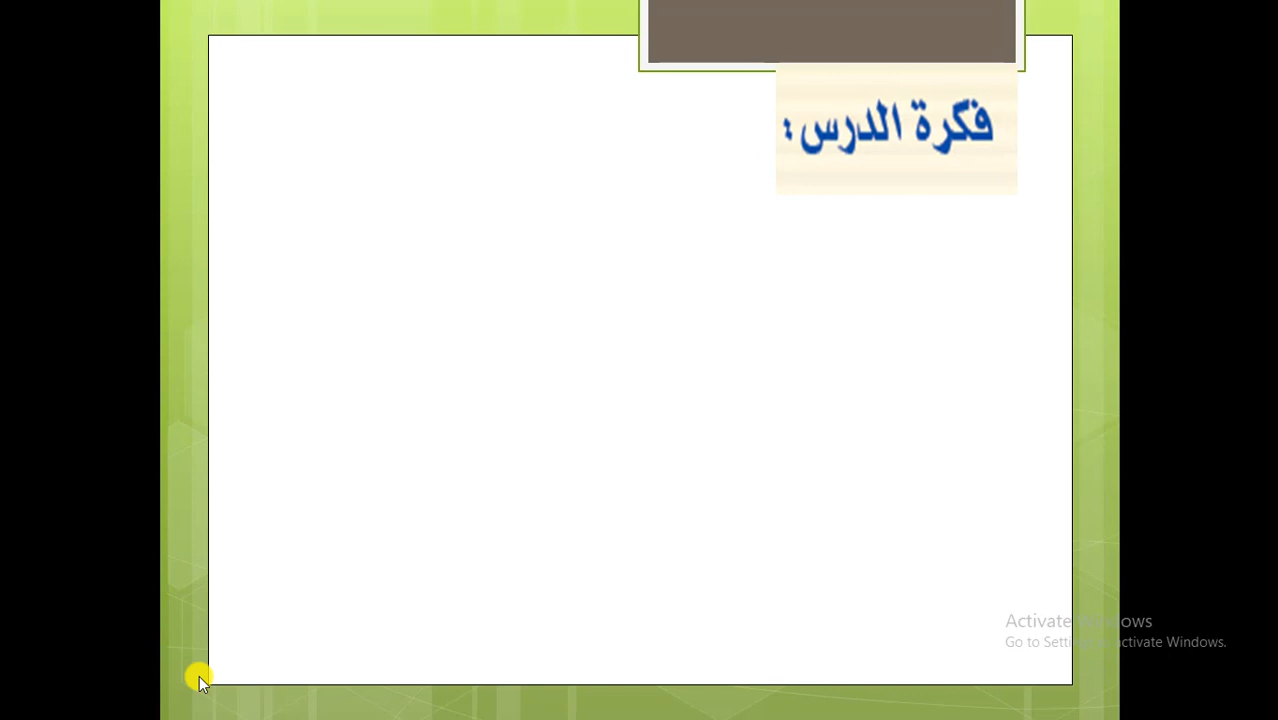 فكرة الدرس :
Activate Windows
Go to Settings to activate Windows.